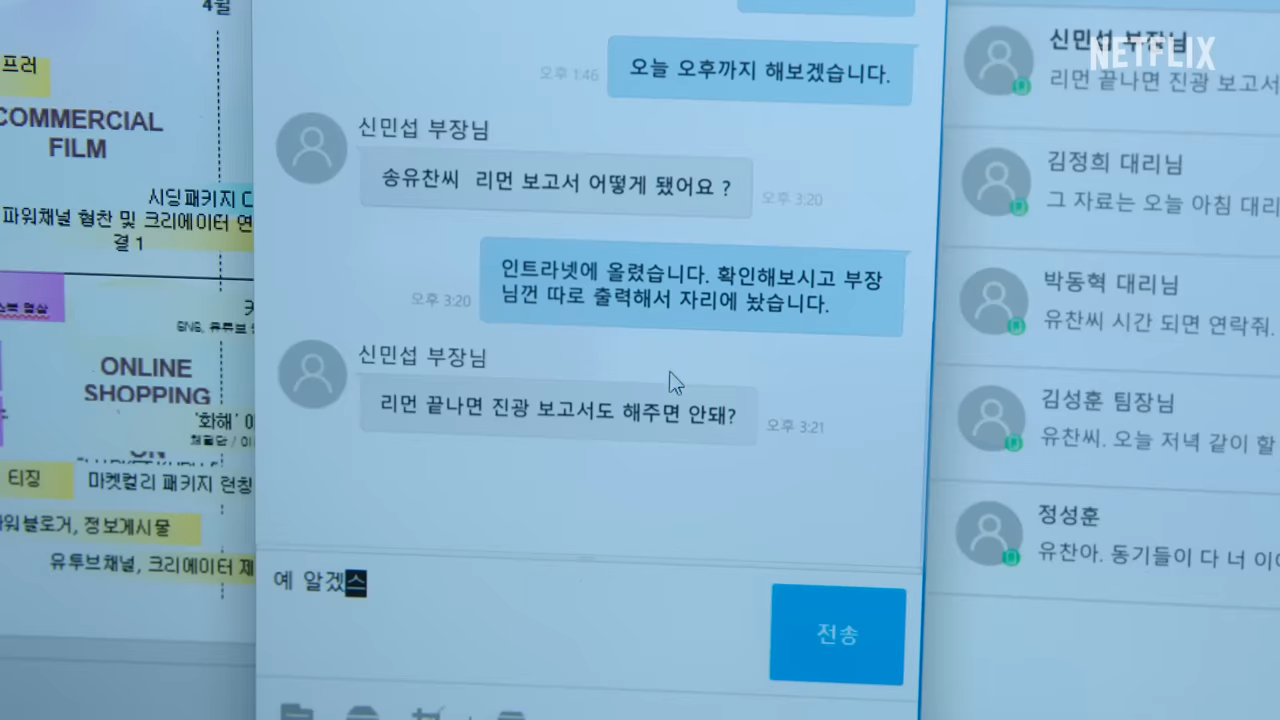 4월
프러
COMMERCIAL
FILM
시딩패키지
파워채널 협찬 및 크리에이터 연
결 1
ONLINE
SHOPPING
'화해'
티징
마켓컬리 패키지 런칭
워블로거, 정보게시물
유투브채널, 크리에이터 제
오늘 오후까지 해보겠습니다.
오후 1:46
신민섭 부장님
송유찬씨 리먼 보고서 어떻게 됐어요 ?
오후 3:20
인트라넷에 올렸습니다. 확인해보시고 부장
님껀 따로 출력해서 자리에 놨습니다.
오후 3:20
신민섭 부장님
리먼 끝나면 진광 보고서도 해주면 안돼?
오후 3:21
예 알겠스
전송
신민섭 부장님
리먼 끝나면 진광 보고서
김정희 대리님
그 자료는 오늘 아침 대리
박동혁 대리님
유찬씨 시간 되면 연락줘.
김성훈 팀장님
유찬씨. 오늘 저녁 같이 할
정성훈
유찬아. 동기들이 다 너 이
NETFLIX